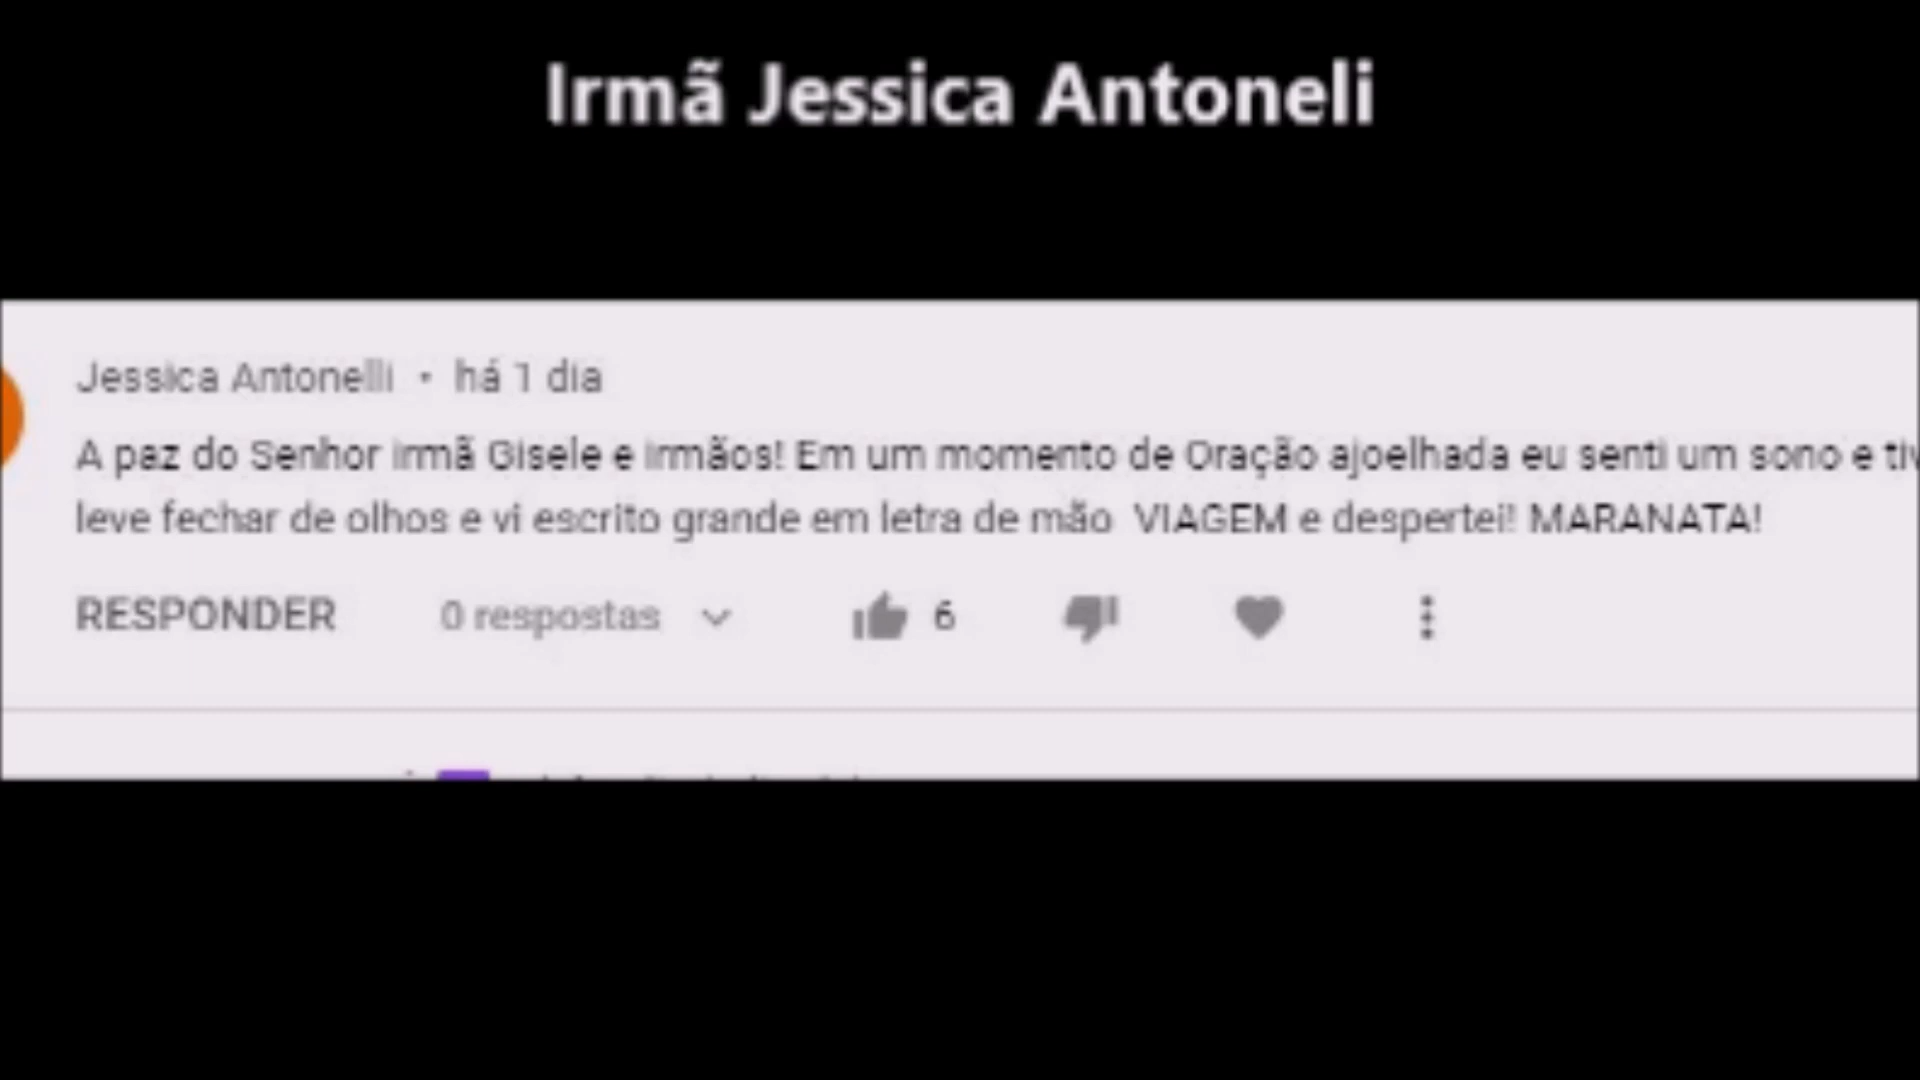 Irmã Jessica Antoneli
Jessica Antonelli • há 1 dia
A paz do Senhor irmã Gisele e irmãos! Em um momento de Oração ajoelhada eu senti um sono e
leve fechar de olhos e vi escrito grande em letra de mão VIAGEM e despertei! MARANATA!
RESPONDER 0 respostas 6